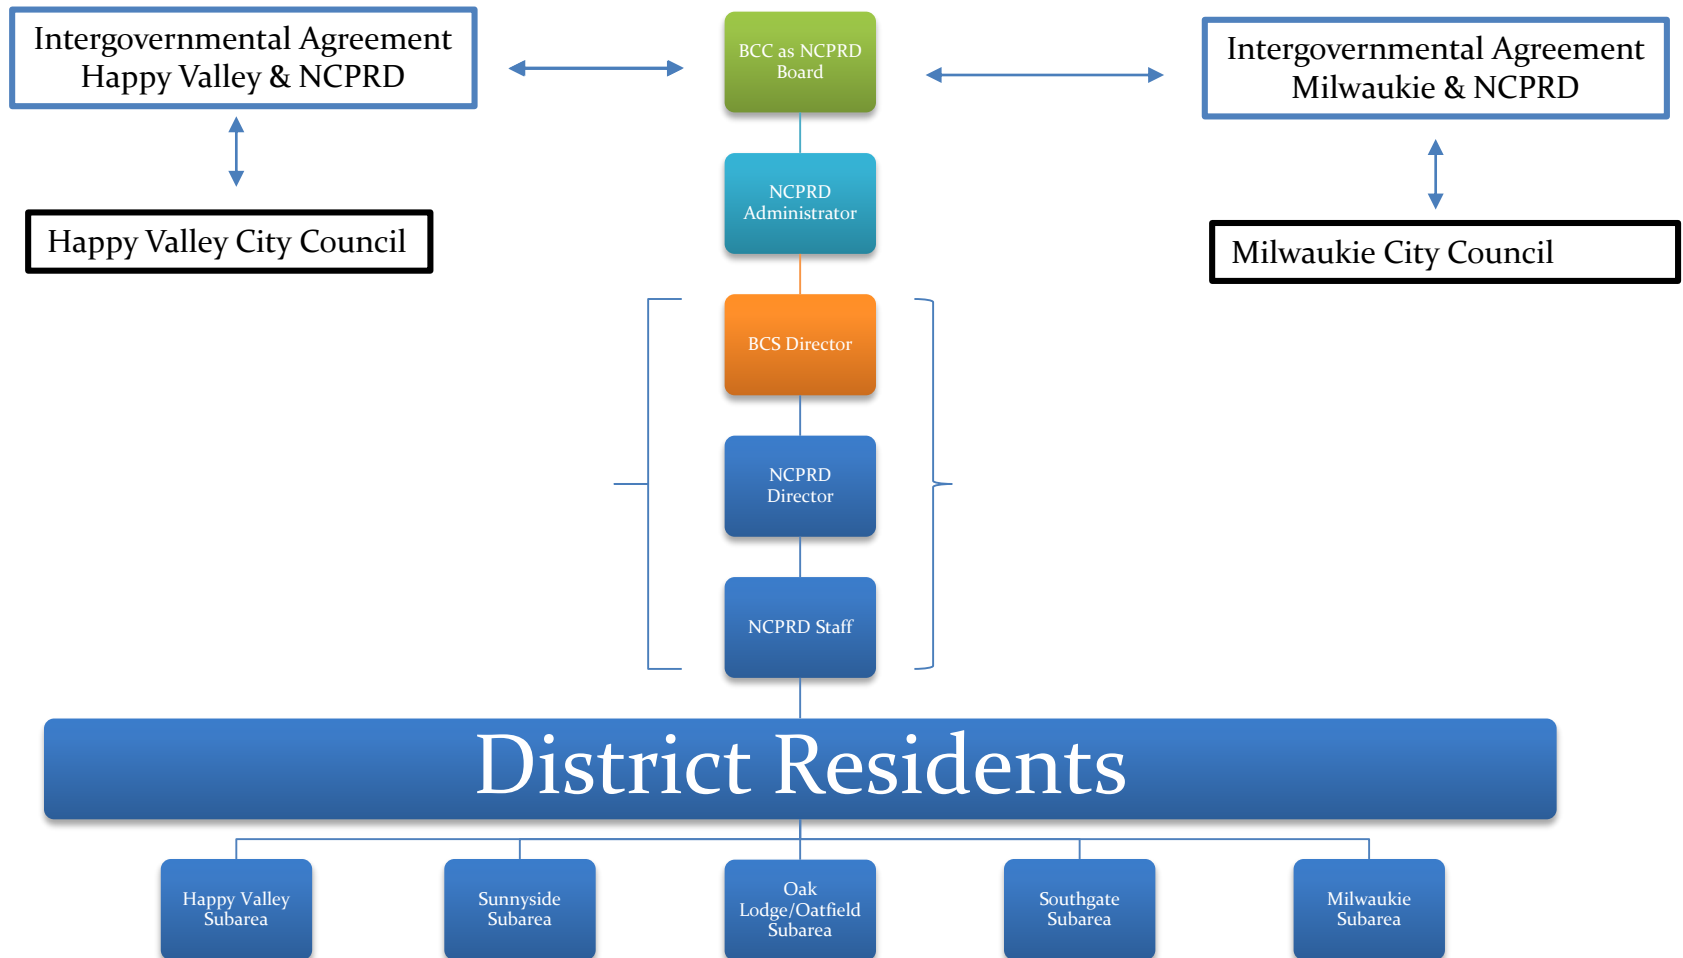 Intergovernmental Agreement
Happy Valley & NCPRD
BCC as NCPRD
Board
Intergovernmental Agreement
Milwaukie & NCPRD
NCPRD
Administrator
Happy Valley City Council
Milwaukie City Council
BCS Director
NCPRD
Director
NCPRD Staff
District Residents
Happy Valley
Subarea
Sunnyside
Subarea
Oak
Lodge/Oatfield
Subarea
Southgate
Subarea
Milwaukie
Subarea